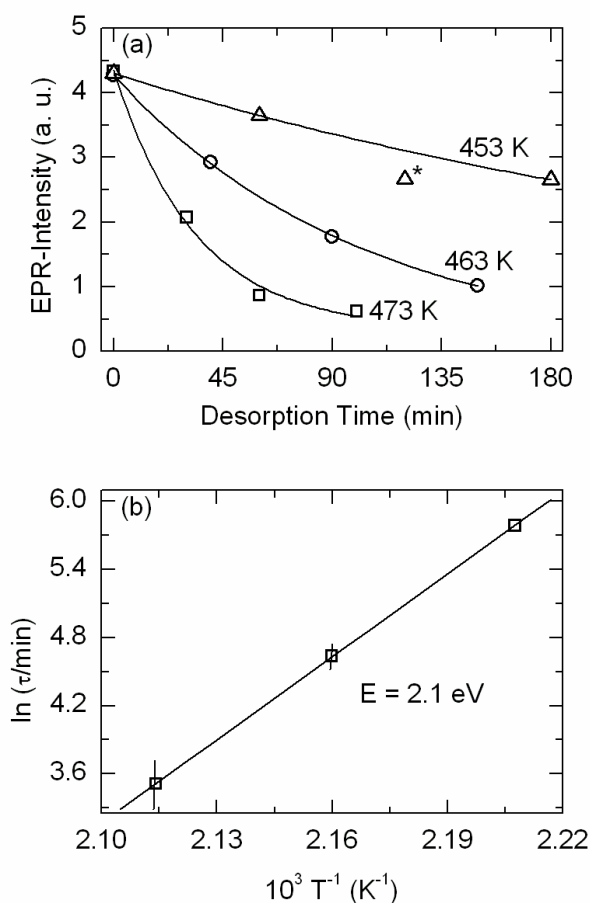 (a)
5
4
3
2
1
0
EPR-Intensity (a. u.)
453 K
*
463 K
473 K
0 45 90 135 180
Desorption Time (min)
(b)
6.0
5.4
4.8
4.2
3.6
ln (τ/min)
E = 2.1 eV
2.10 2.13 2.16 2.19 2.22
10³ T⁻¹ (K⁻¹)